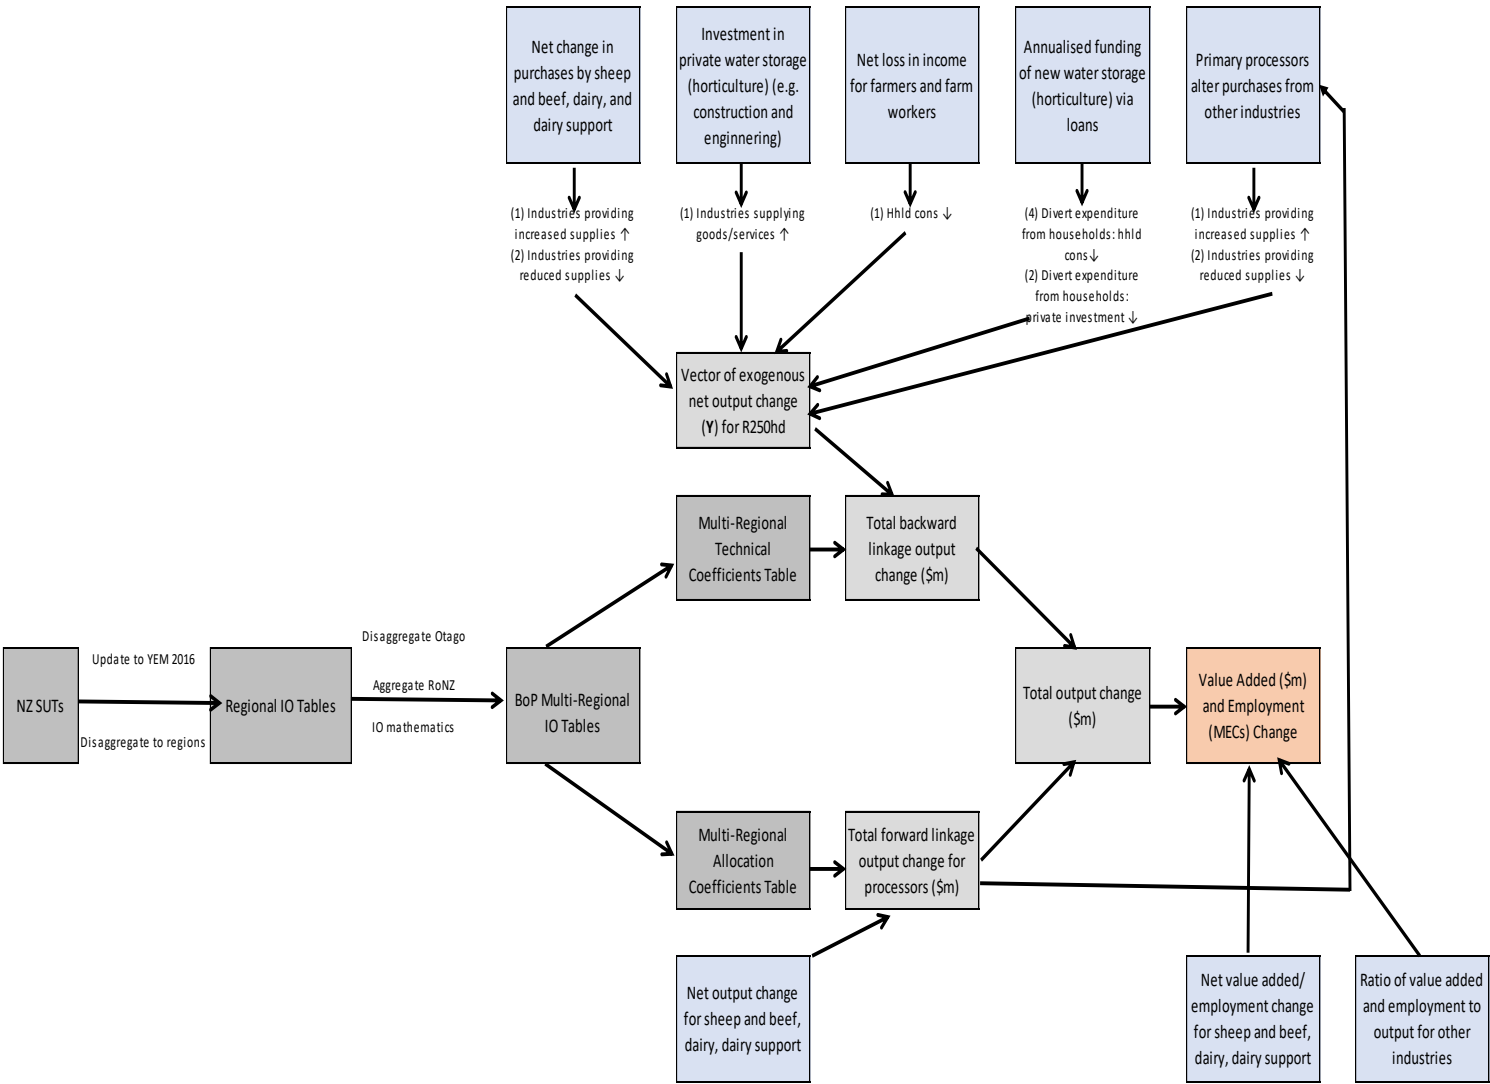 Net change in
purchases by sheep
and beef, dairy, and
dairy support
Investment in
private water storage
(horticulture) (e.g.
construction and
enginnering)
Net loss in income
for farmers and farm
workers
Annualised funding
of new water storage
(horticulture) via
loans
Primary processors
alter purchases from
other industries
(1) Industries providing
increased supplies ↑
(2) Industries providing
reduced supplies ↓
(1) Industries supplying
goods/services ↑
(1) Hhld cons ↓
(4) Divert expenditure
from households: hhld
cons↓
(2) Divert expenditure
from households:
private investment ↓
(1) Industries providing
increased supplies ↑
(2) Industries providing
reduced supplies ↓
Vector of exogenous
net output change
(Y) for R250hd
Multi-Regional
Technical
Coefficients Table
Total backward
linkage output
change ($m)
NZ SUTs
Update to YEM 2016
Disaggregate to regions
Regional IO Tables
Disaggregate Otago
Aggregate RoNZ
IO mathematics
BoP Multi-Regional
IO Tables
Total output change
($m)
Value Added ($m)
and Employment
(MECs) Change
Multi-Regional
Allocation
Coefficients Table
Total forward linkage
output change for
processors ($m)
Net output change
for sheep and beef,
dairy, dairy support
Net value added/
employment change
for sheep and beef,
dairy, dairy support
Ratio of value added
and employment to
output for other
industries